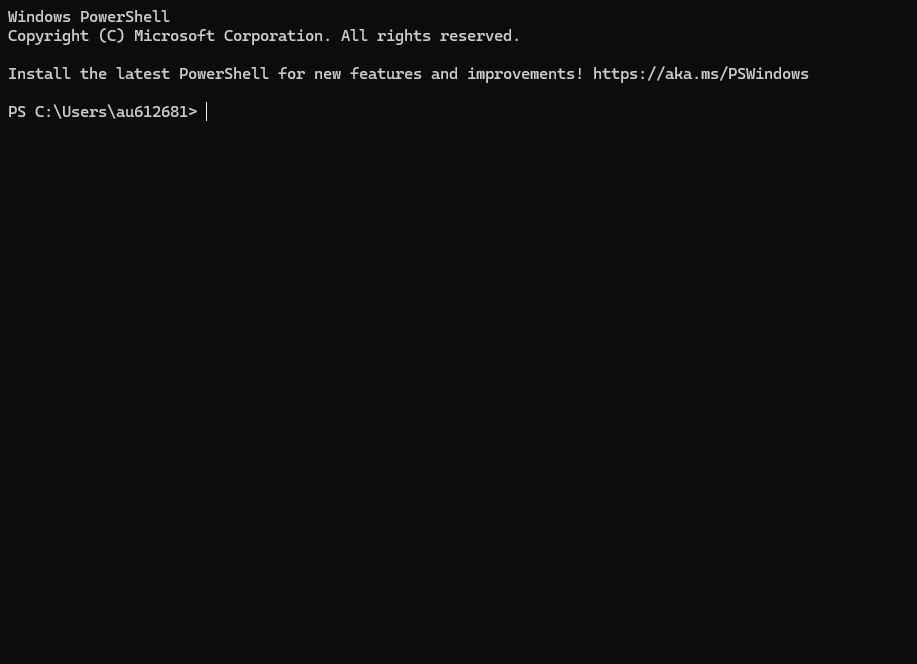 Windows PowerShell
Copyright (C) Microsoft Corporation. All rights reserved.
Install the latest PowerShell for new features and improvements! https://aka.ms/PSWindows
PS C:\Users\au612681>